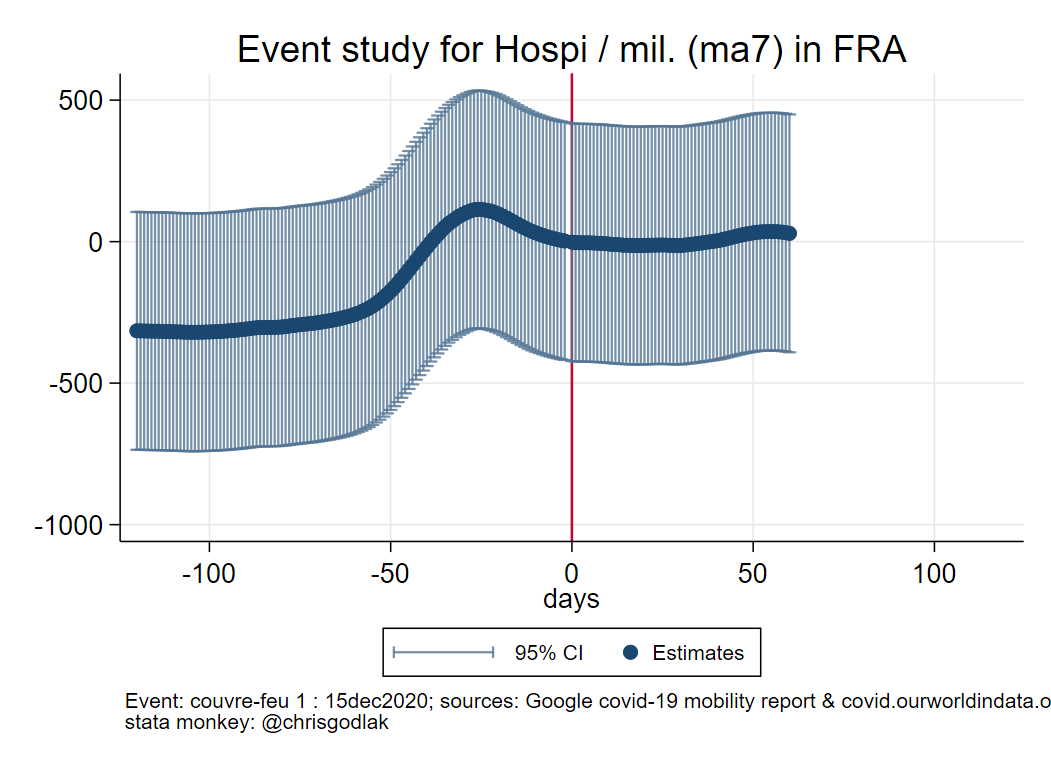 Event study for Hospi / mil. (ma7) in FRA
500
0
-500
-1000
-100 -50 0 50 100
days
95% CI Estimates
Event: couvre-feu 1 : 15dec2020; sources: Google covid-19 mobility report & covid.ourworldindata.o
stata monkey: @chrisgodlak